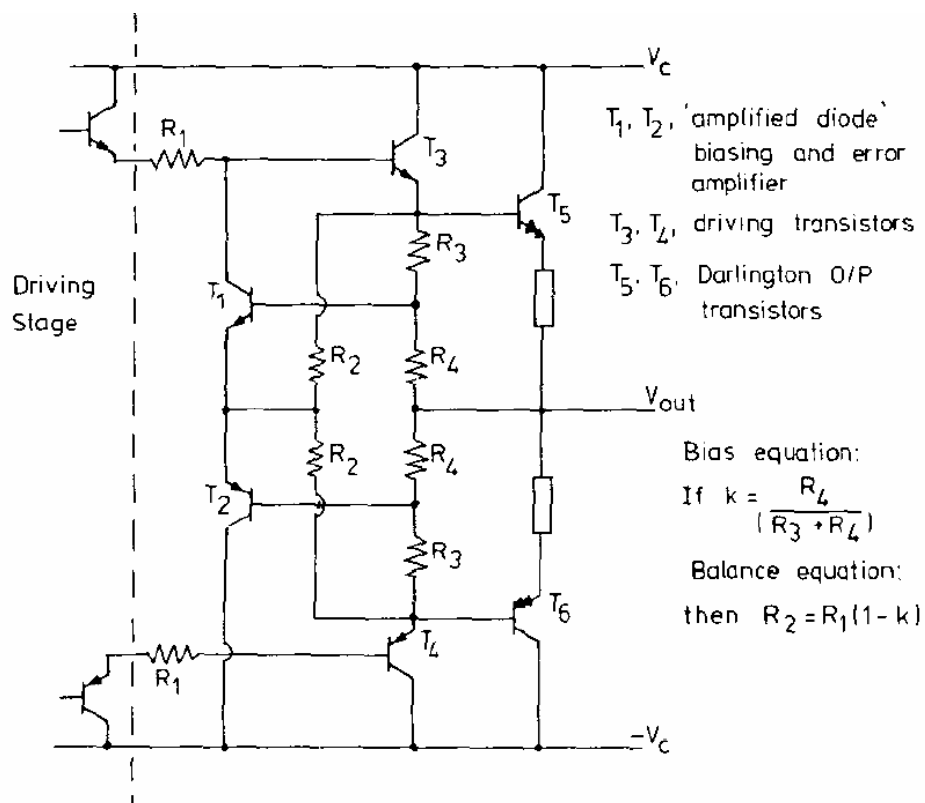 V_c
R_1
T_3
T_5
R_3
T_1
R_2
R_4
V_out
R_2
R_4
T_2
R_3
T_6
T_4
R_1
-V_c
Driving
Stage
T_1, T_2, 'amplified diode'
biasing and error
amplifier
T_3, T_4, driving transistors
T_5, T_6, Darlington O/P
transistors
Bias equation:
If k = R_4
(R_3 + R_4)
Balance equation:
then R_2 = R_1(1-k)